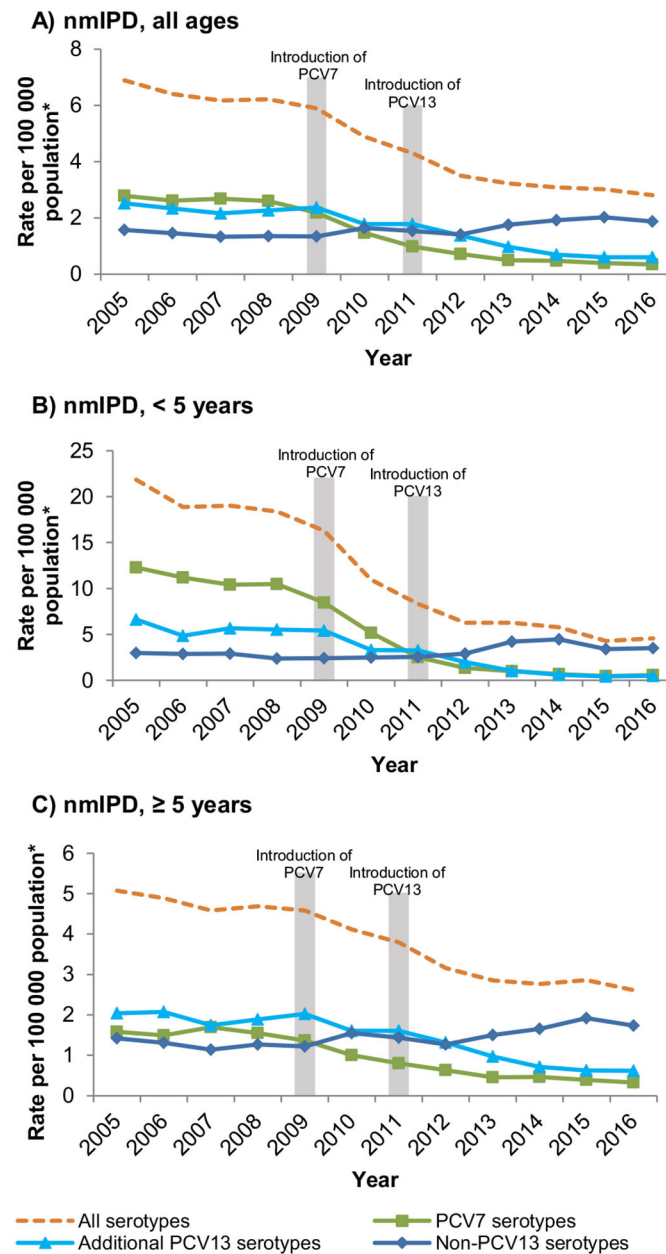 A) nmIPD, all ages
Introduction of
PCV7
Introduction of
PCV13
Rate per 100 000
population*
8
6
4
2
0
2005
2006
2007
2008
2009
2010
2011
2012
2013
2014
2015
2016
Year
B) nmIPD, < 5 years
Introduction of
PCV7
Introduction of
PCV13
Rate per 100 000
population*
25
20
15
10
5
0
2005
2006
2007
2008
2009
2010
2011
2012
2013
2014
2015
2016
Year
C) nmIPD, ≥ 5 years
Introduction of
PCV7
Introduction of
PCV13
Rate per 100 000 population*
6
5
4
3
2
1
0
2005
2006
2007
2008
2009
2010
2011
2012
2013
2014
2015
2016
Year
All serotypes
PCV7 serotypes
Additional PCV13 serotypes
Non-PCV13 serotypes